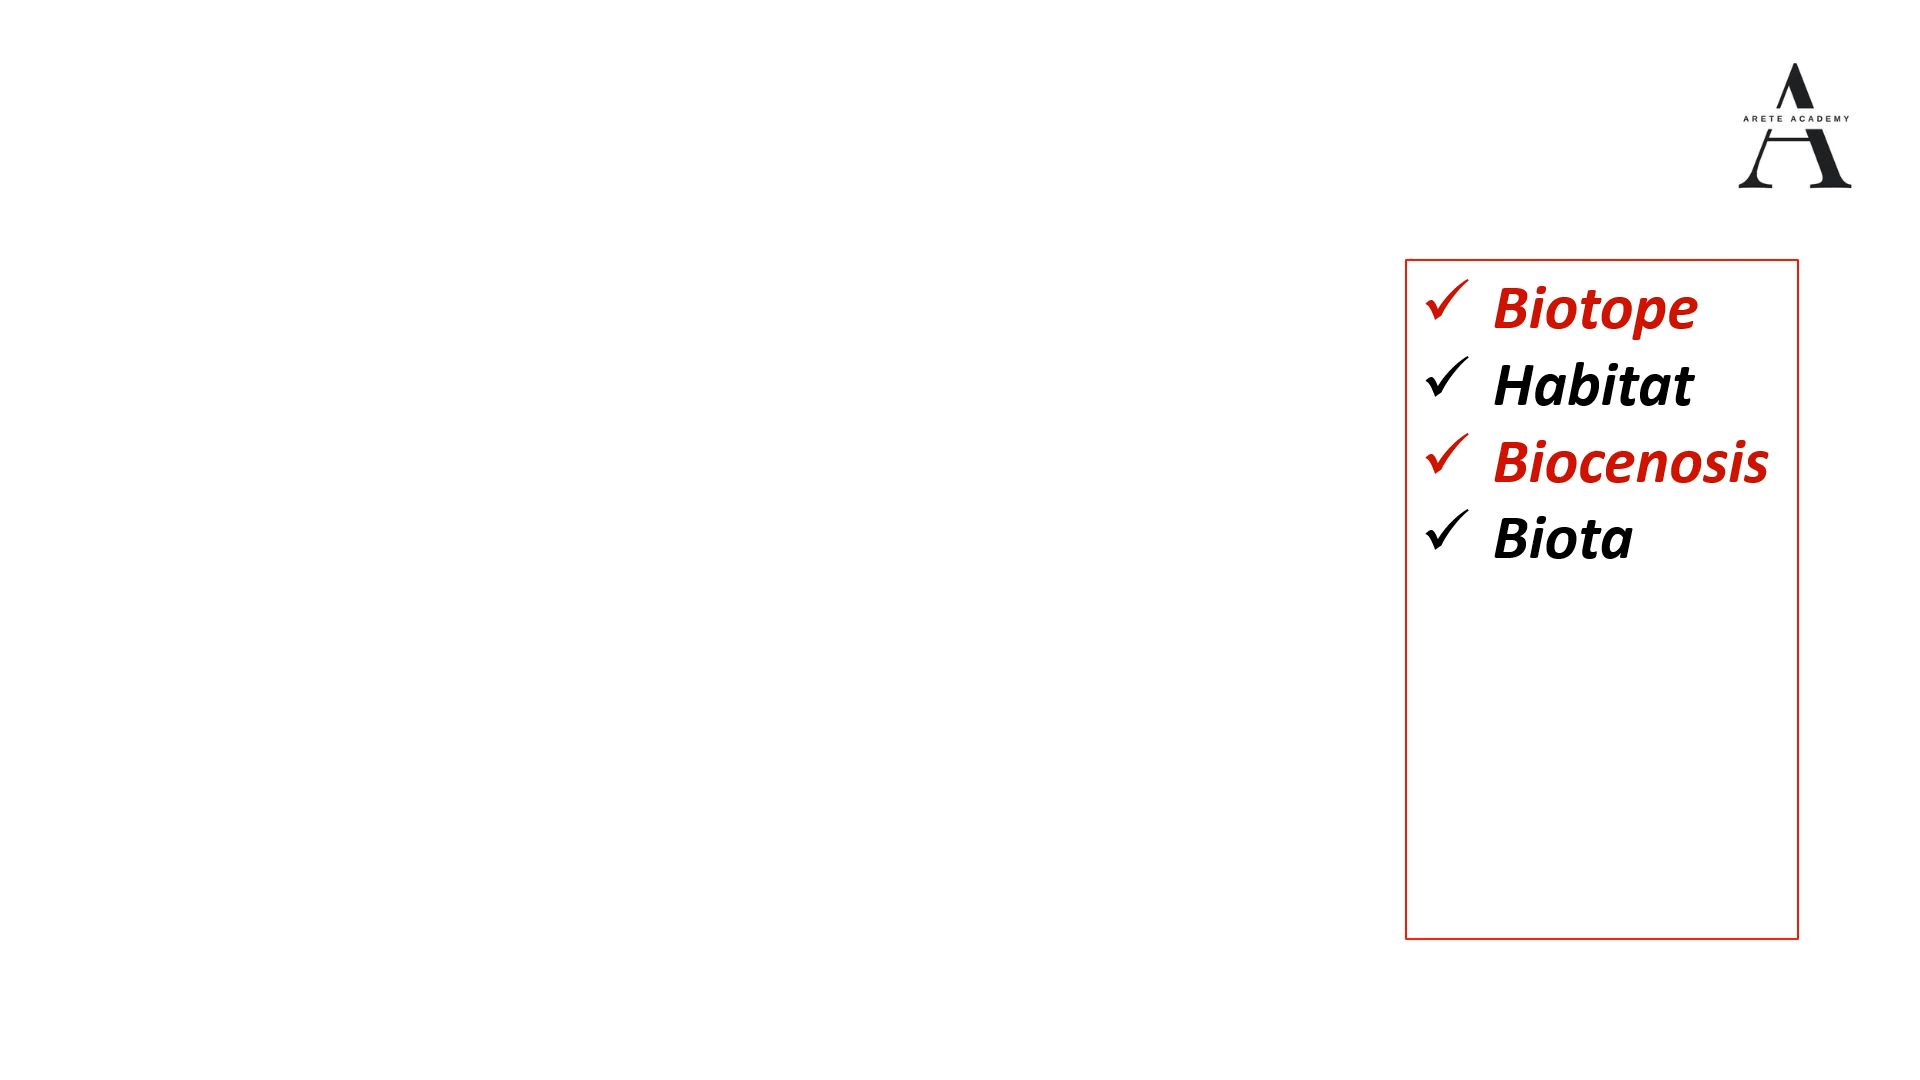 ARETE ACADEMY
✓ Biotope
✓ Habitat
✓ Biocenosis
✓ Biota